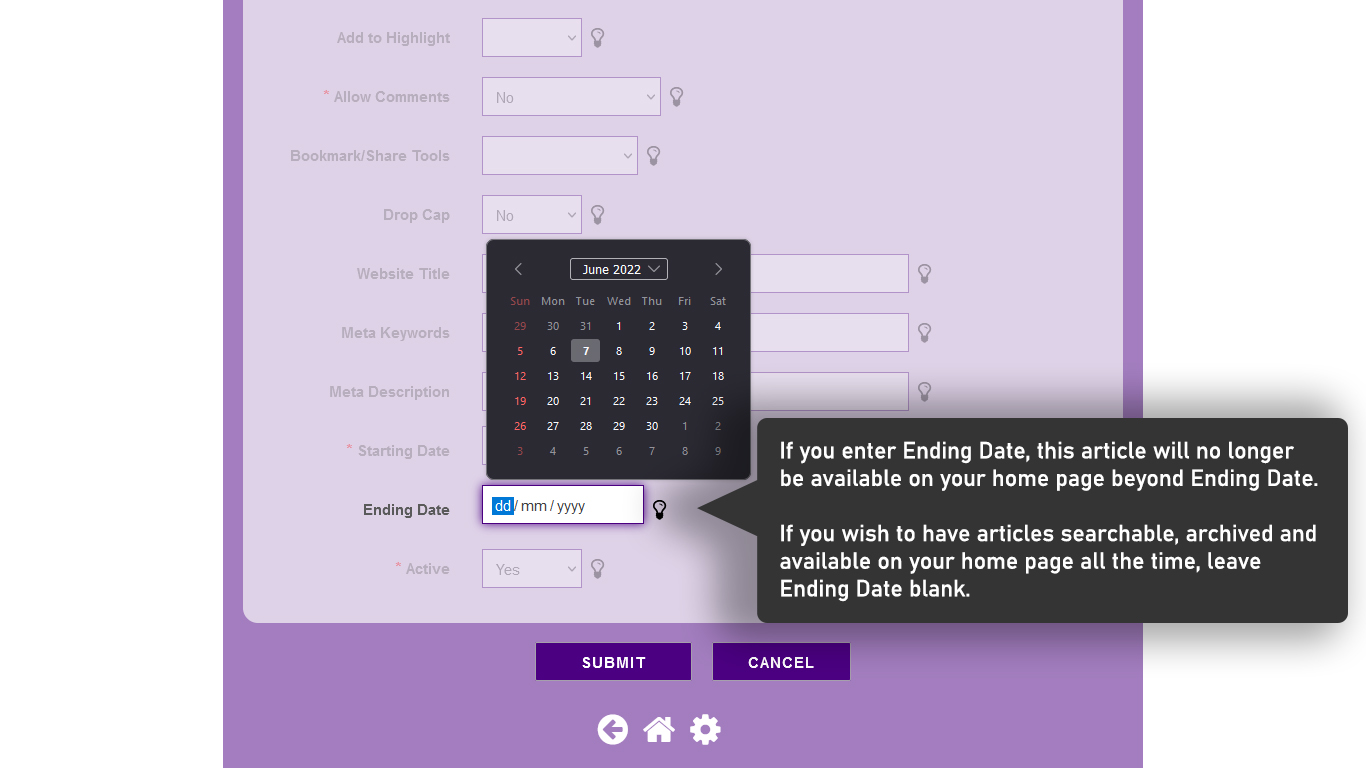 Add to Highlight
* Allow Comments
No
Bookmark/Share Tools
Drop Cap
No
Website Title
Meta Keywords
Meta Description
* Starting Date
June 2022
Sun Mon Tue Wed Thu Fri Sat
29 30 31 1 2 3 4
5 6 7 8 9 10 11
12 13 14 15 16 17 18
19 20 21 22 23 24 25
26 27 28 29 30 1 2
3 4 5 6 7 8 9
Ending Date
dd/mm/yyyy
If you enter Ending Date, this article will no longer
be available on your home page beyond Ending Date.
If you wish to have articles searchable, archived and
available on your home page all the time, leave
Ending Date blank.
* Active
Yes
SUBMIT
CANCEL